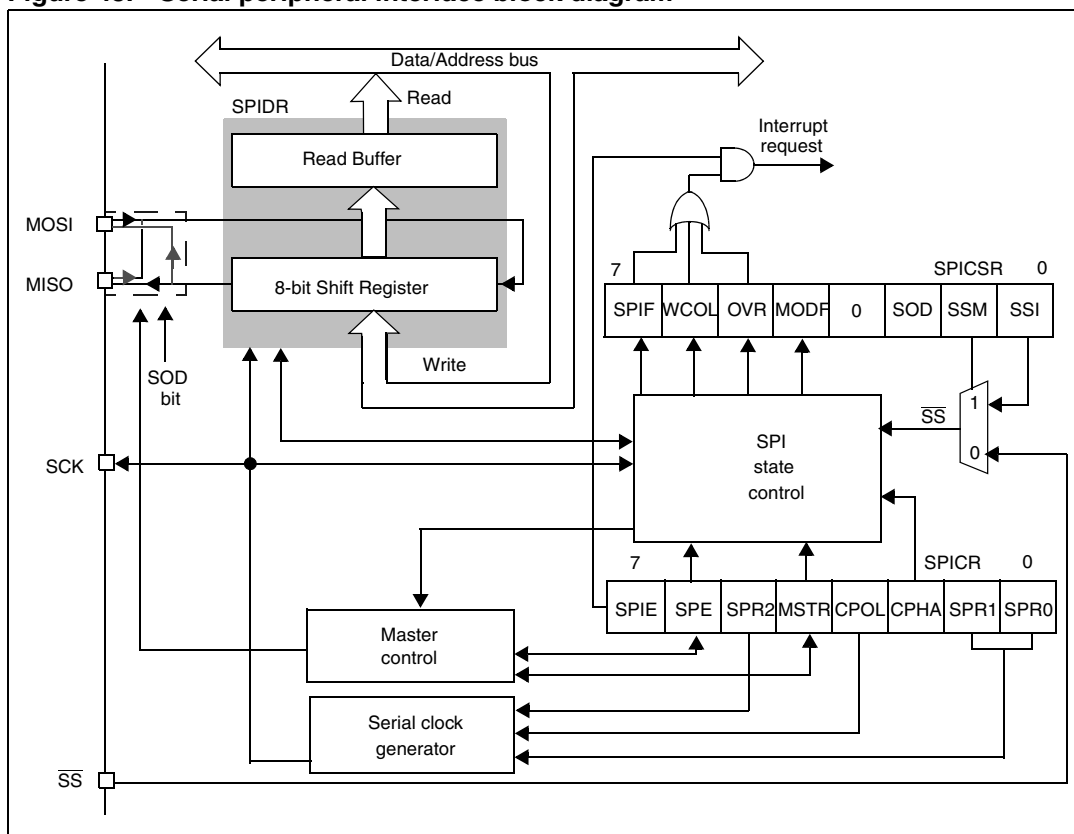 Figure Serial peripheral interface block diagram
Data/Address bus
Read
SPIDR
Read Buffer
Interrupt
request
MOSI
MISO
8-bit Shift Register
Write
SOD
bit
7 SPICSR 0
SPIF WCOL OVR MODF 0 SOD SSM SSI
SPI
state
control
SS
1
0
SCK
7 SPICR 0
SPIE SPE SPR2 MSTR CPOL CPHA SPR1 SPR0
Master
control
Serial clock
generator
SS